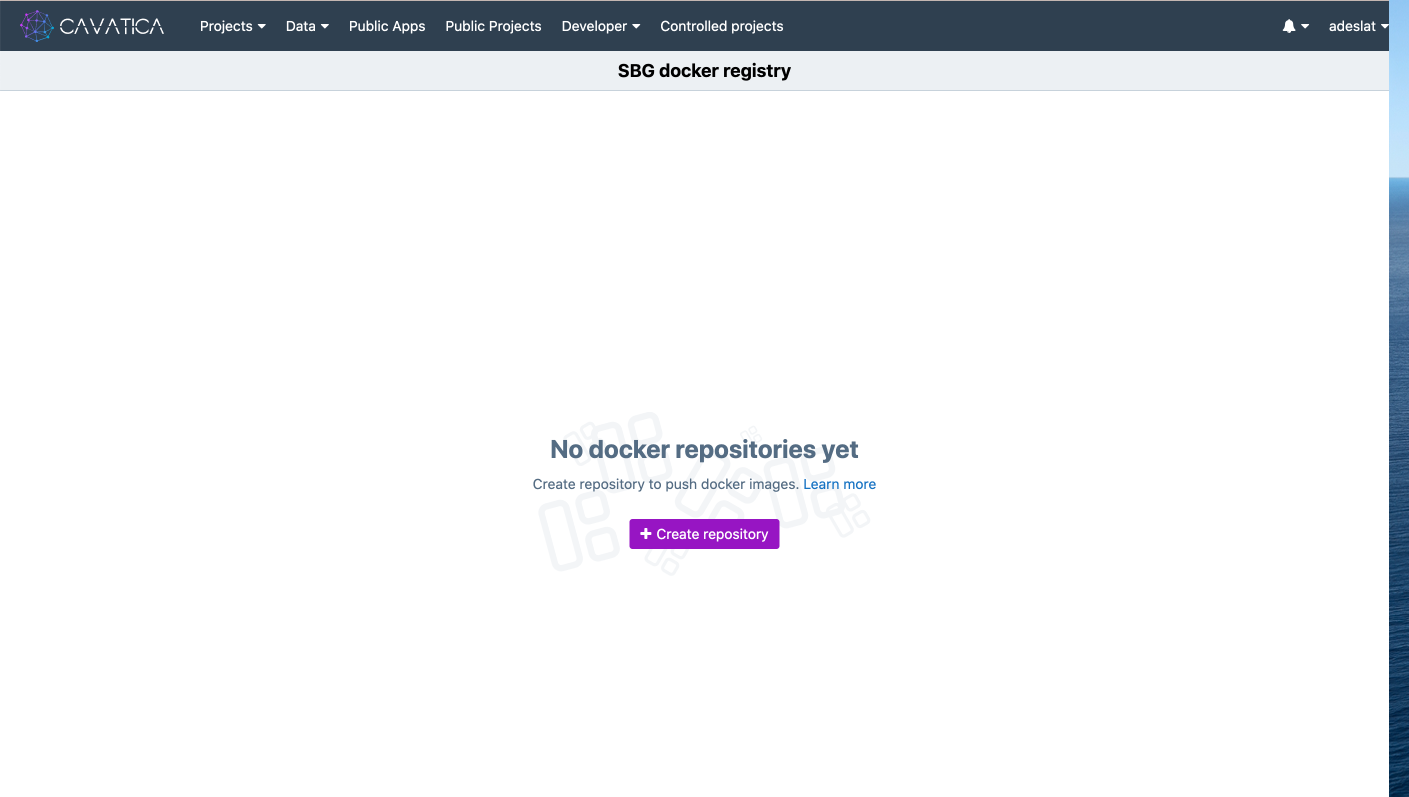 CAVATICA Projects Data Public Apps Public Projects Developer Controlled projects adeslat
SBG docker registry
No docker repositories yet
Create repository to push docker images. Learn more
Create repository